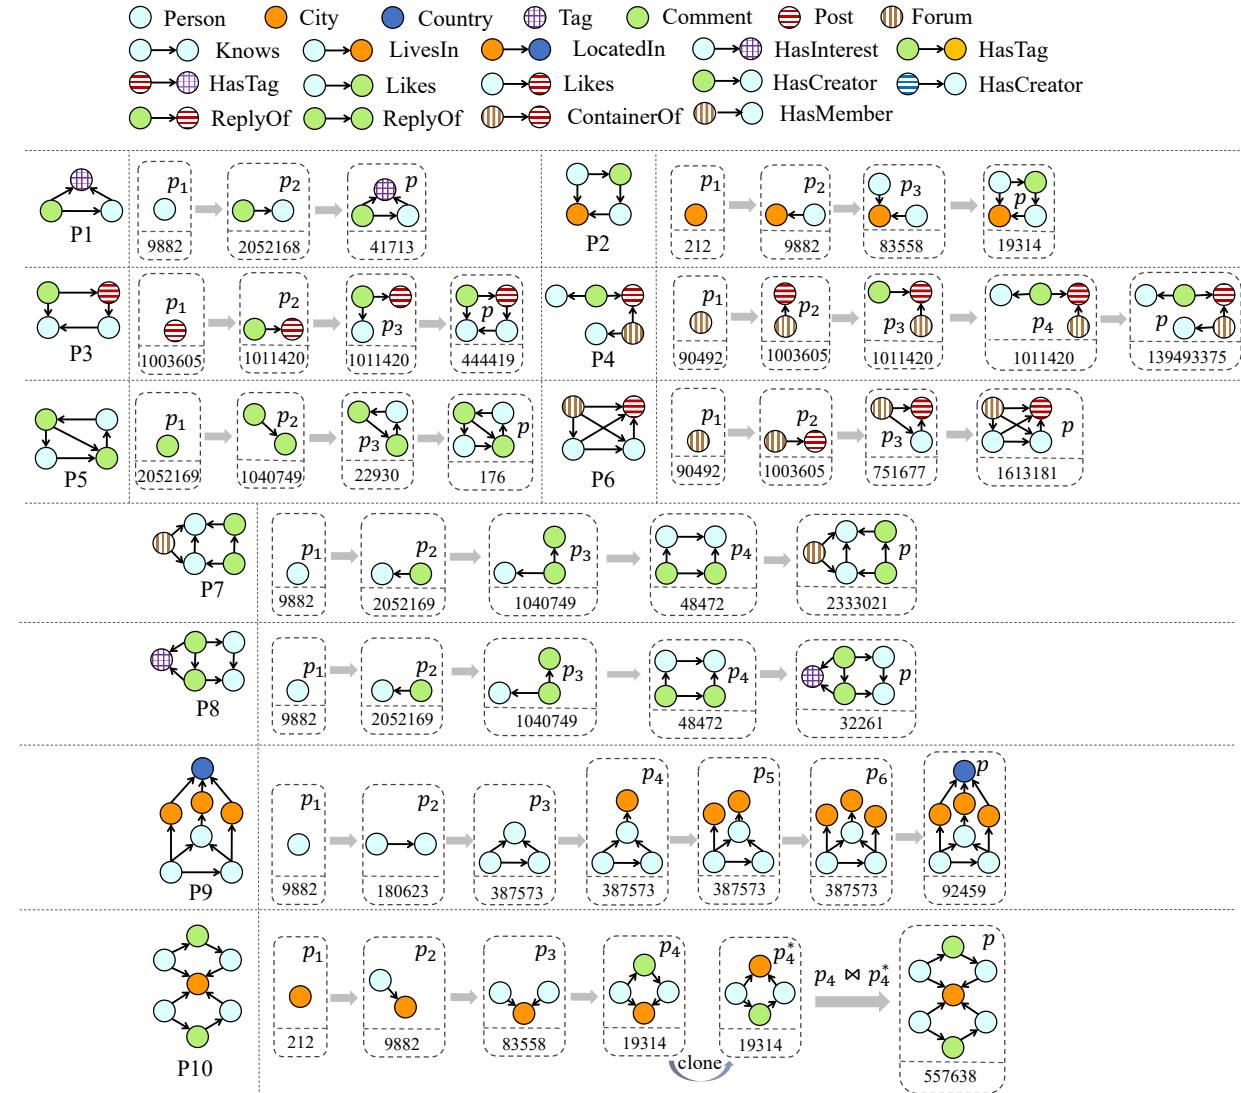 Person City Country Tag Comment Post Forum
Knows LivesIn LocatedIn HasInterest HasTag
HasTag Likes Likes HasCreator HasCreator
ReplyOf ReplyOf ContainerOf HasMember
P1 p₁ 9882 p₂ 2052168 p 41713
P2 p₁ 212 p₂ 9882 p₃ 83558 p 19314
P3 p₁ 1003605 p₂ 1011420 p₃ 1011420 p 444419
P4 p₁ 90492 p₂ 1003605 p₃ 1011420 p₄ 1011420 p 139493375
P5 p₁ 2052169 p₂ 1040749 p₃ 22930 p 176
P6 p₁ 90492 p₂ 1003605 p₃ 751677 p 1613181
P7 p₁ 9882 p₂ 2052169 p₃ 1040749 p₄ 48472 p 2333021
P8 p₁ 9882 p₂ 2052169 p₃ 1040749 p₄ 48472 p 32261
P9 p₁ 9882 p₂ 180623 p₃ 387573 p₄ 387573 p₅ 387573 p₆ 387573 p 92459
P10 p₁ 212 p₂ 9882 p₃ 83558 p₄ 19314 clone p₄* 19314 p₄ ⋈ p₄* p 557638